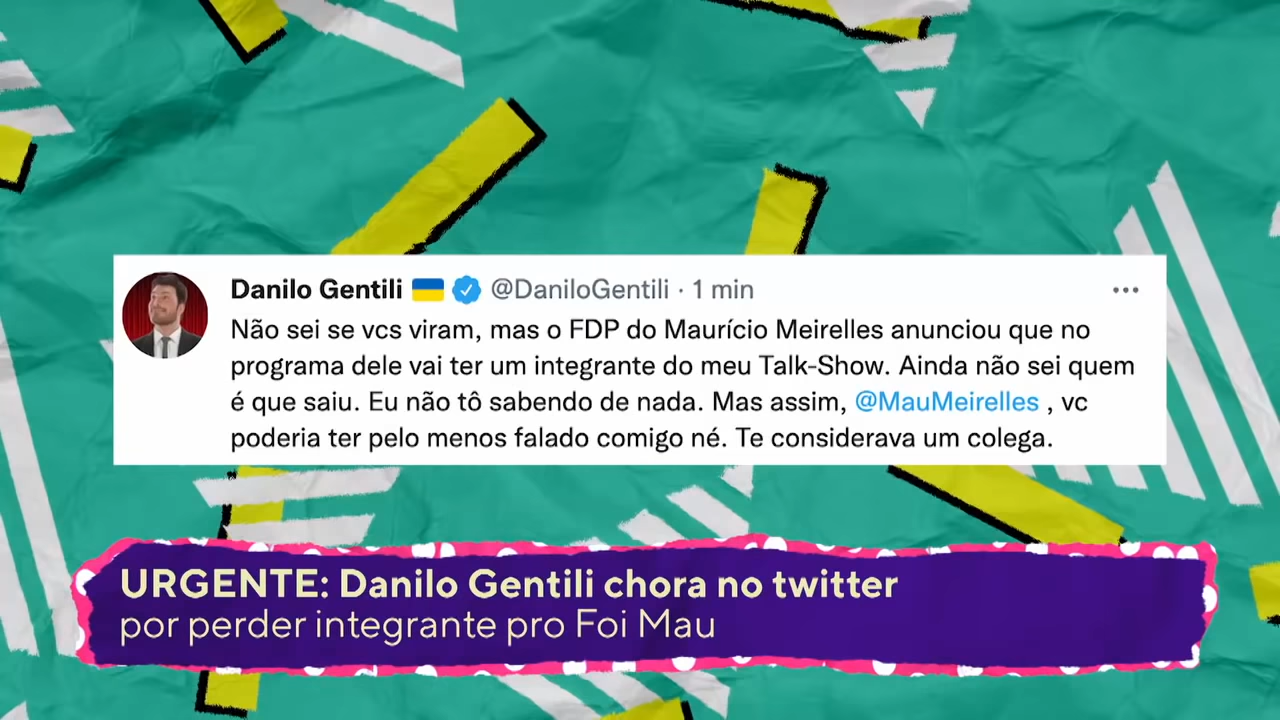 Danilo Gentili 🇺🇦 @DaniloGentili · 1 min
Não sei se vcs viram, mas o FDP do Maurício Meirelles anunciou que no
programa dele vai ter um integrante do meu Talk-Show. Ainda não sei quem
é que saiu. Eu não tô sabendo de nada. Mas assim, @MauMeirelles , vc
poderia ter pelo menos falado comigo né. Te considerava um colega.
URGENTE: Danilo Gentili chora no twitter
por perder integrante pro Foi Mau